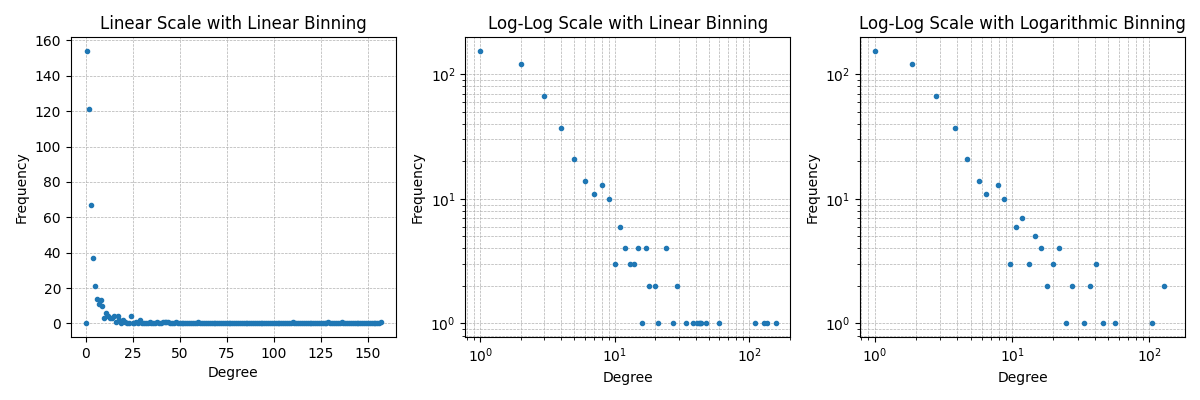 Linear Scale with Linear Binning
160
140
120
100
80
60
40
20
0
Frequency
0 25 50 75 100 125 150
Degree
Log-Log Scale with Linear Binning
10²
10¹
10⁰
Frequency
10⁰ 10¹ 10²
Degree
Log-Log Scale with Logarithmic Binning
10²
10¹
10⁰
Frequency
10⁰ 10¹ 10²
Degree